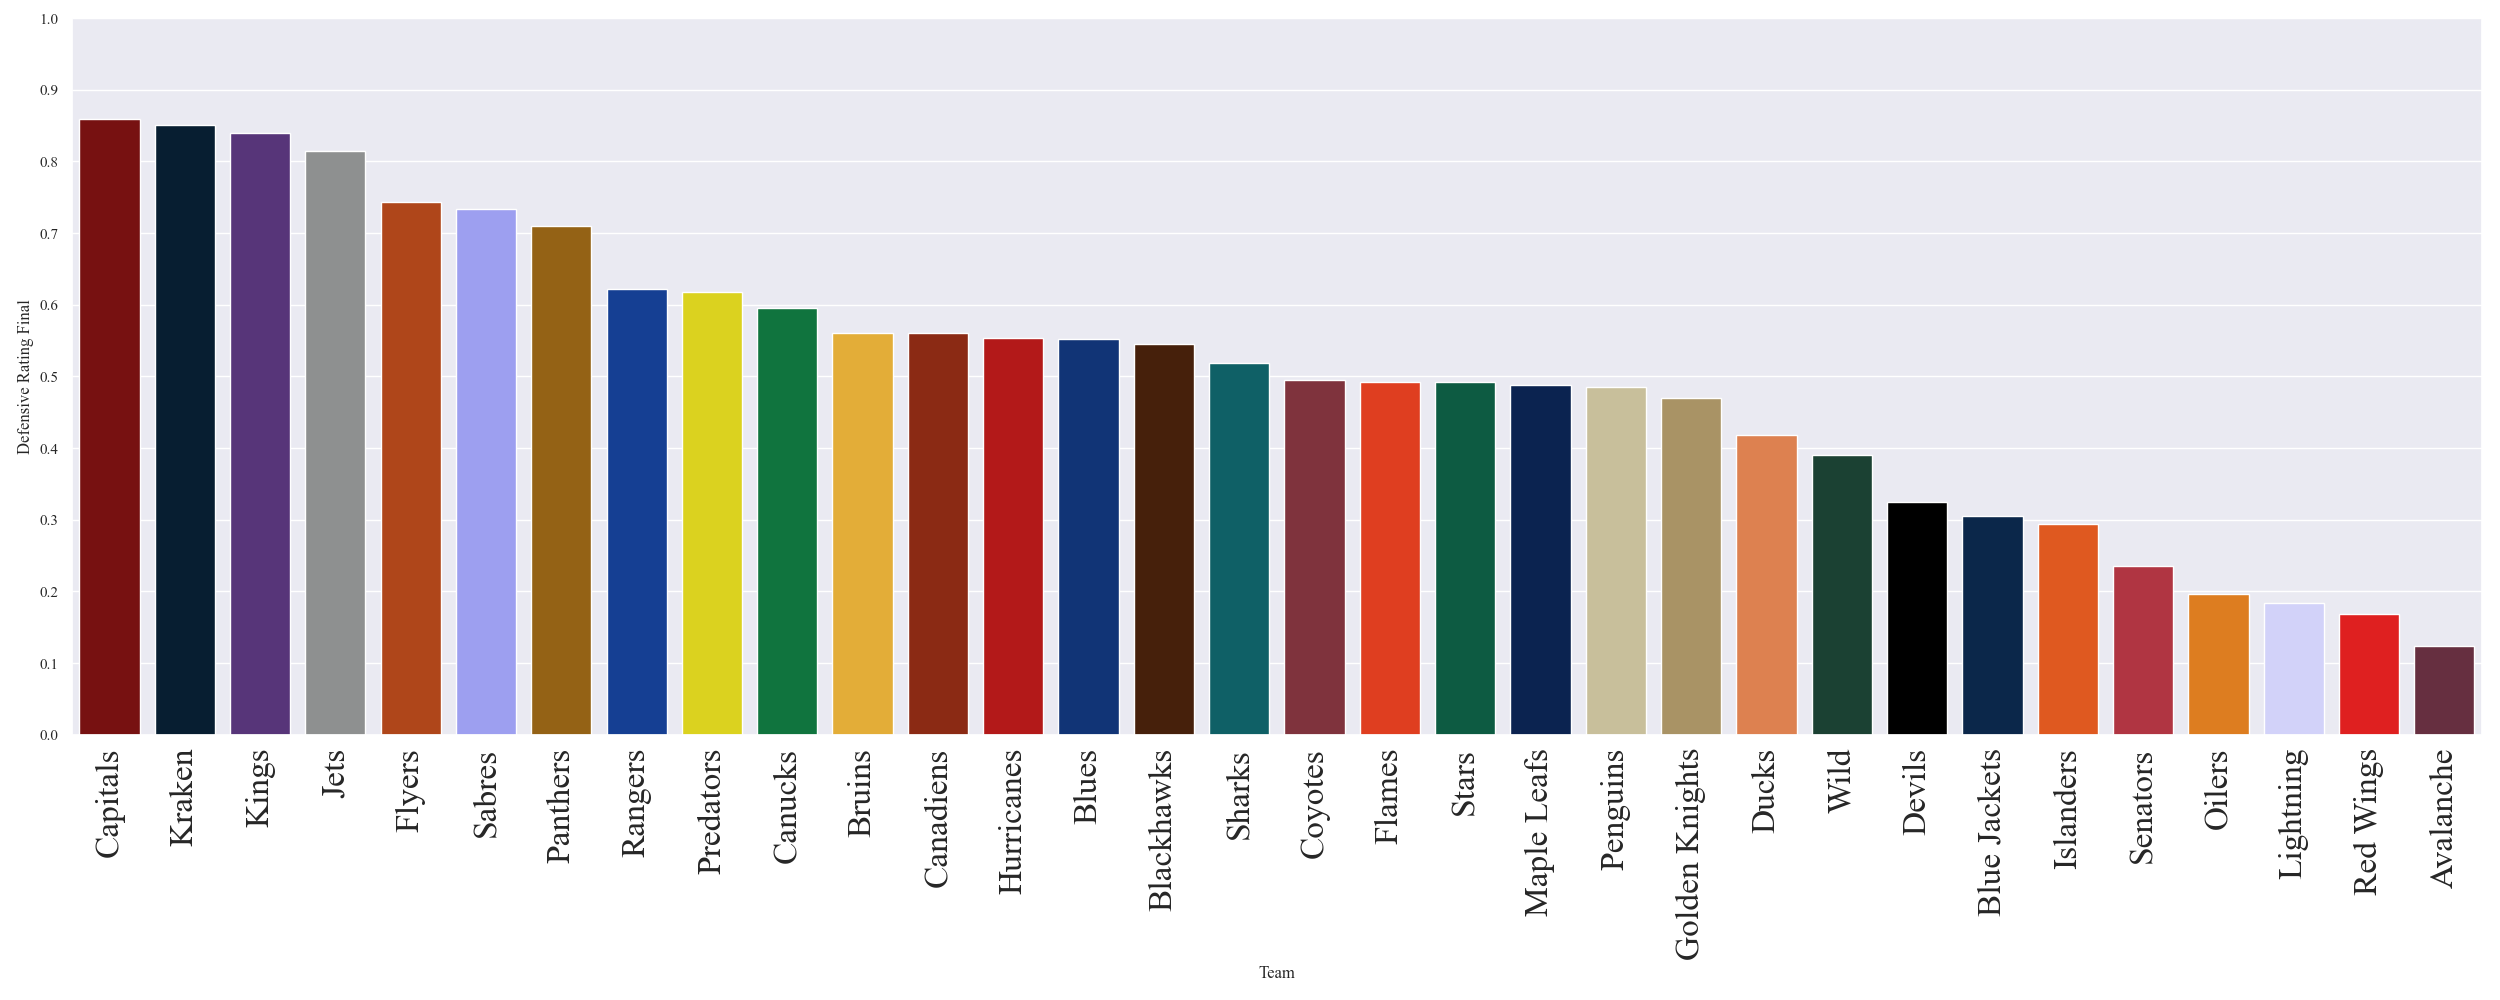 1.0
0.9
0.8
0.7
0.6
0.5
0.4
0.3
0.2
0.1
0.0
Defensive Rating Final
Capitals
Kraken
Kings
Jets
Flyers
Sabres
Panthers
Rangers
Predators
Canucks
Bruins
Canadiens
Hurricanes
Blues
Blackhawks
Sharks
Coyotes
Flames
Stars
Maple Leafs
Penguins
Golden Knights
Ducks
Wild
Devils
Blue Jackets
Islanders
Senators
Oilers
Lightning
Red Wings
Avalanche
Team